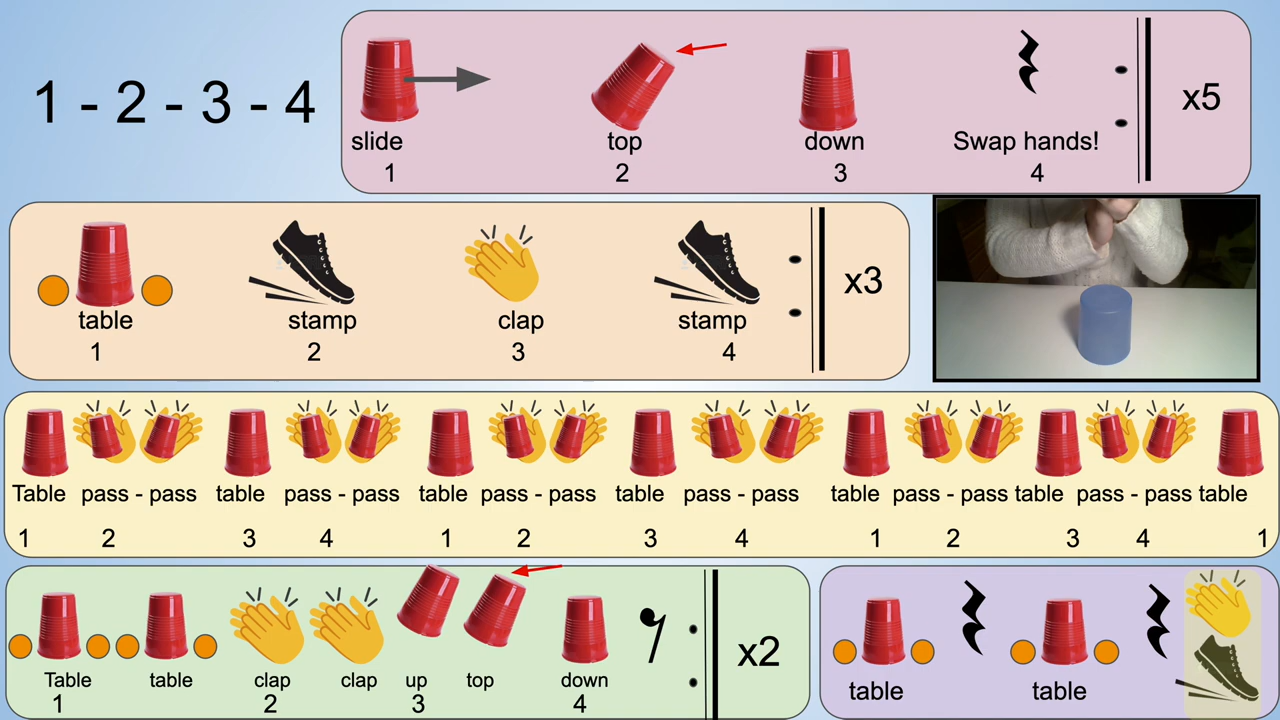 1 - 2 - 3 - 4
slide top down Swap hands!
1 2 3 4
x5
table stamp clap stamp
1 2 3 4
x3
Table pass - pass table pass - pass table pass - pass table pass - pass table pass - pass table pass - pass table
1 2 3 4 1 2 3 4 1 2 3 4 1
Table table clap clap up top down
1 2 3 4
x2
table table